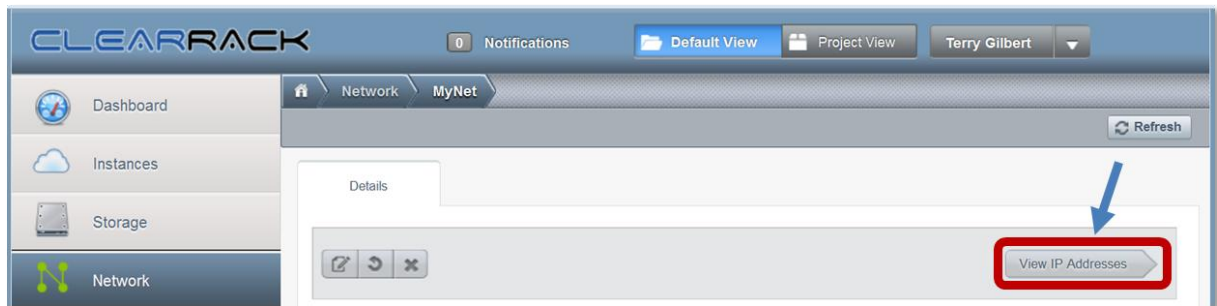 CLEARRACK
0 Notifications
Default View
Project View
Terry Gilbert
Network
MyNet
Refresh
Dashboard
Instances
Storage
Network
Details
View IP Addresses